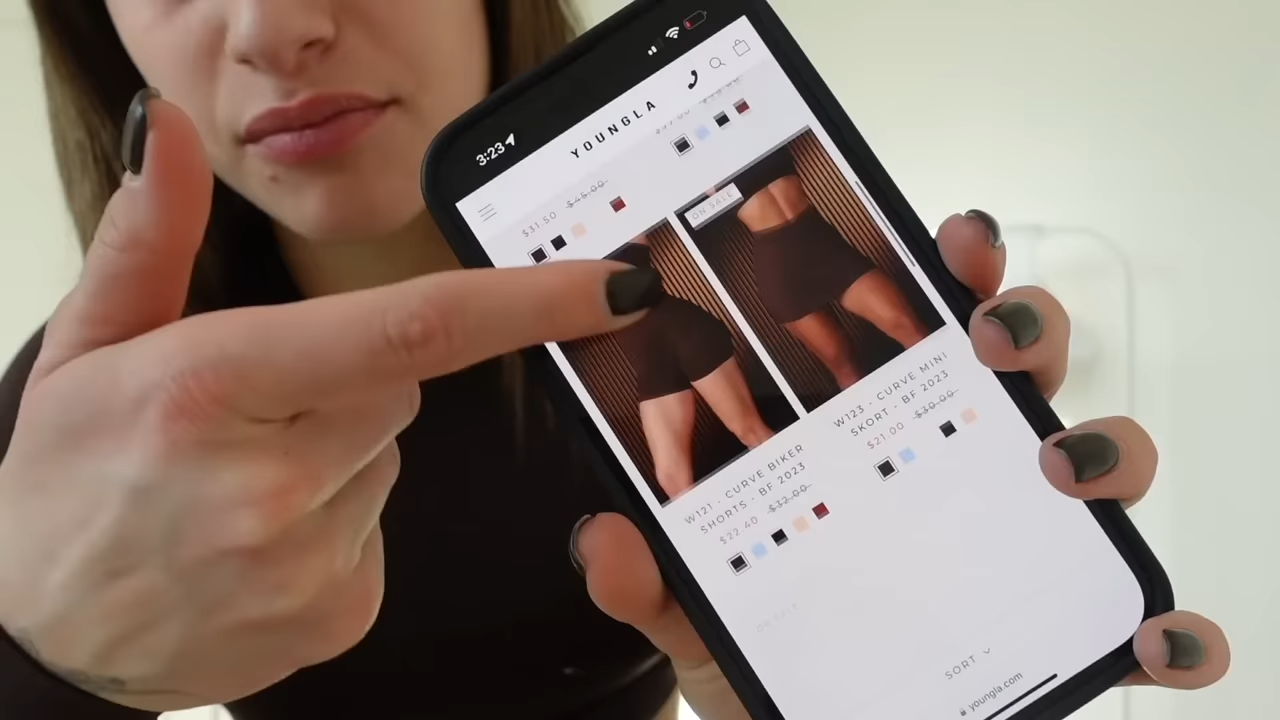 3:23
YOUNGLA
$31.50 $45.00
ON SALE
W121 - CURVE BIKER
SHORTS - BF 2023
$22.40 $32.00
W123 - CURVE MINI
SKORT - BF 2023
$21.00 $30.00
SORT
youngla.com